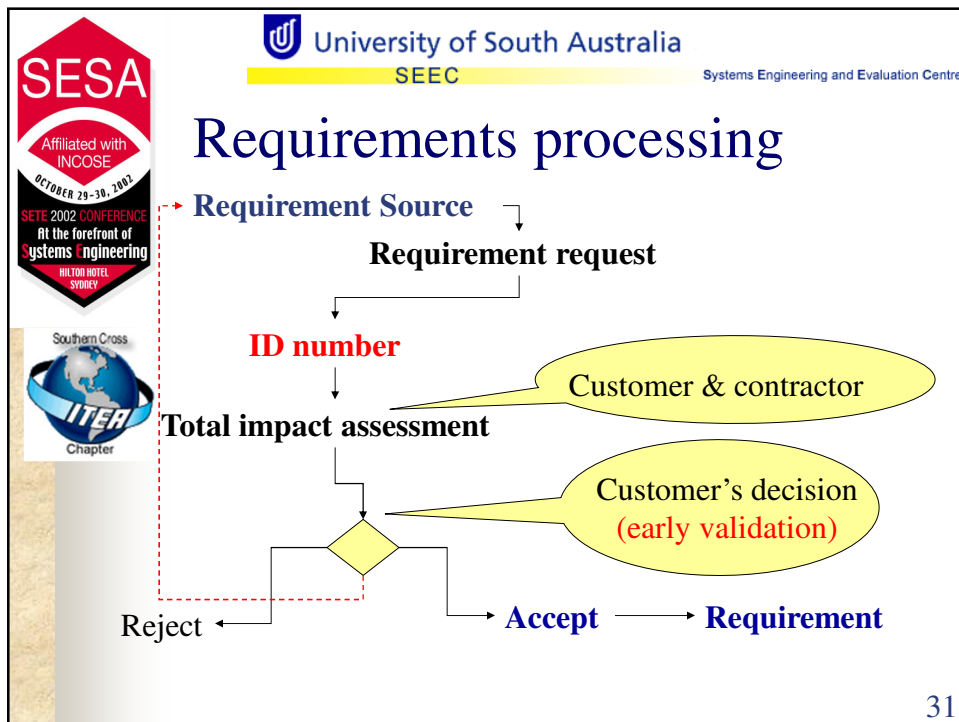 University of South Australia
SEEC
Systems Engineering and Evaluation Centre
SESA
Affiliated with
INCOSE
OCTOBER 29-30, 2002
SETE 2002 CONFERENCE
At the forefront of
Systems Engineering
HILTON HOTEL
SYDNEY
Southern Cross
ITEA
Chapter
Requirements processing
Requirement Source
Requirement request
ID number
Customer & contractor
Total impact assessment
Customer’s decision
(early validation)
Reject
Accept
Requirement
31